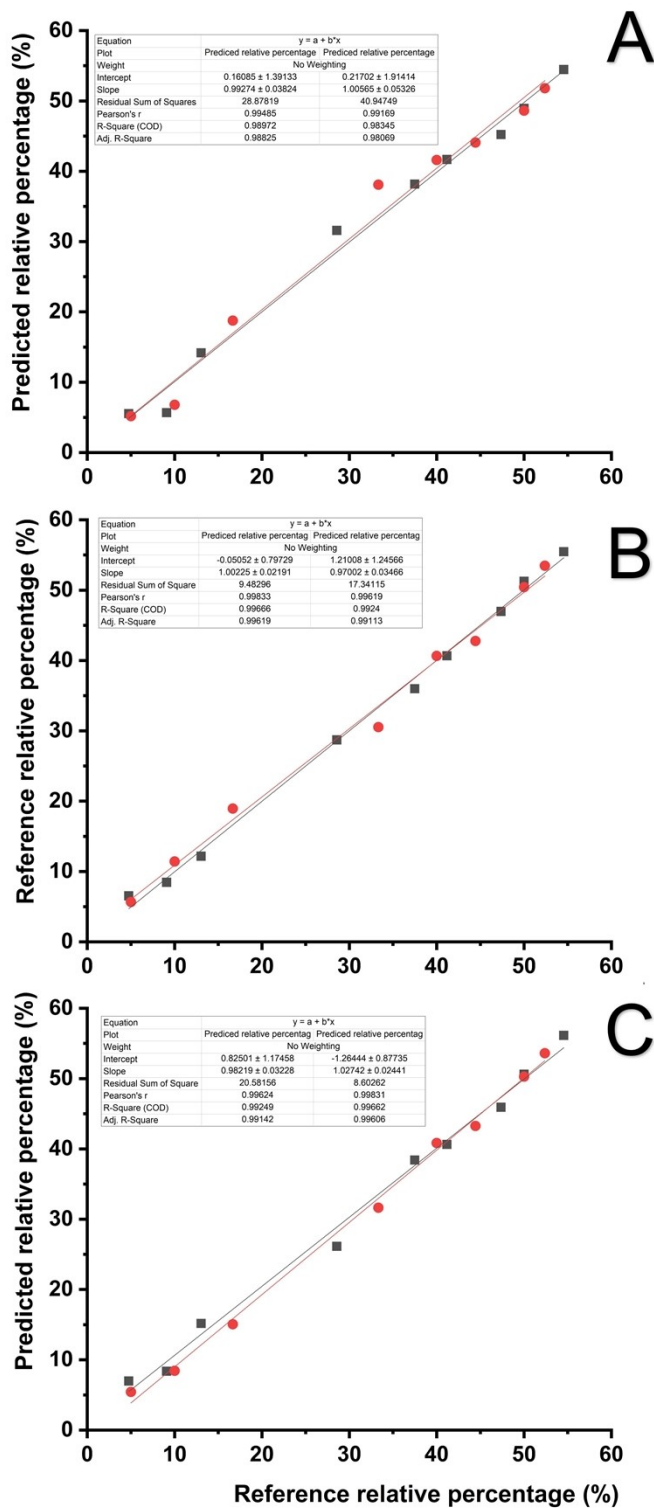 A
Predicted relative percentage (%)
60
50
40
30
20
10
0
Equation y = a + b*x
Plot Prediced relative percentage Prediced relative percentage
Weight No Weighting
Intercept 0.16085 ± 1.39133 0.21702 ± 1.91414
Slope 0.99274 ± 0.03824 1.00565 ± 0.05326
Residual Sum of Squares 28.87819 40.94749
Pearson's r 0.99485 0.99169
R-Square (COD) 0.98972 0.98345
Adj. R-Square 0.98825 0.98069
0 10 20 30 40 50 60
B
Reference relative percentage (%)
60
50
40
30
20
10
0
Equation y = a + b*x
Plot Prediced relative percentag Prediced relative percentag
Weight No Weighting
Intercept -0.05052 ± 0.79729 1.21008 ± 1.24566
Slope 1.00225 ± 0.02191 0.97002 ± 0.03466
Residual Sum of Square 9.48296 17.34115
Pearson's r 0.99833 0.99619
R-Square (COD) 0.99666 0.9924
Adj. R-Square 0.99619 0.99113
0 10 20 30 40 50 60
C
Predicted relative percentage (%)
60
50
40
30
20
10
0
Equation y = a + b*x
Plot Prediced relative percentag Prediced relative percentag
Weight No Weighting
Intercept 0.82501 ± 1.17458 -1.26444 ± 0.87735
Slope 0.98219 ± 0.03228 1.02742 ± 0.02441
Residual Sum of Square 20.58156 8.60262
Pearson's r 0.99624 0.99831
R-Square (COD) 0.99249 0.99662
Adj. R-Square 0.99142 0.99606
0 10 20 30 40 50 60
Reference relative percentage (%)